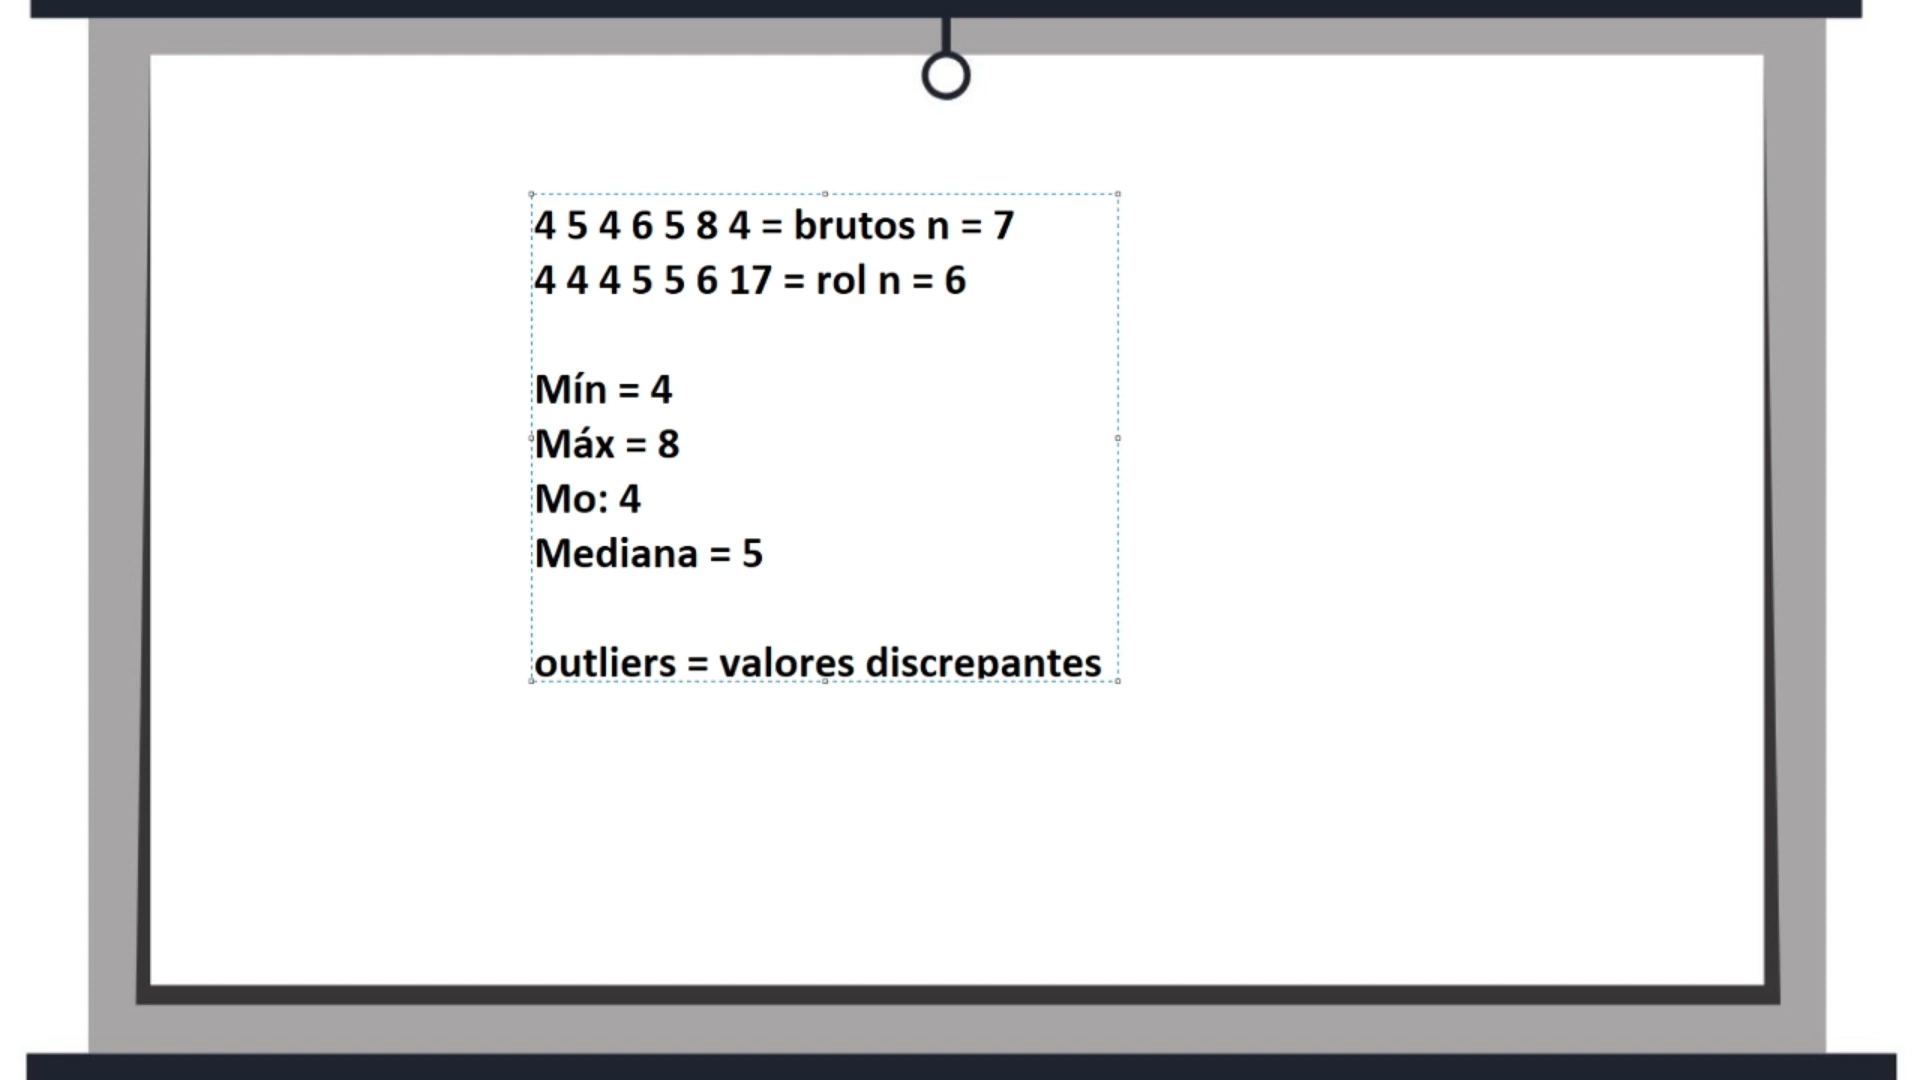 4 5 4 6 5 8 4 = brutos n = 7
4 4 4 5 5 6 17 = rol n = 6
Mín = 4
Máx = 8
Mo: 4
Mediana = 5
outliers = valores discrepantes